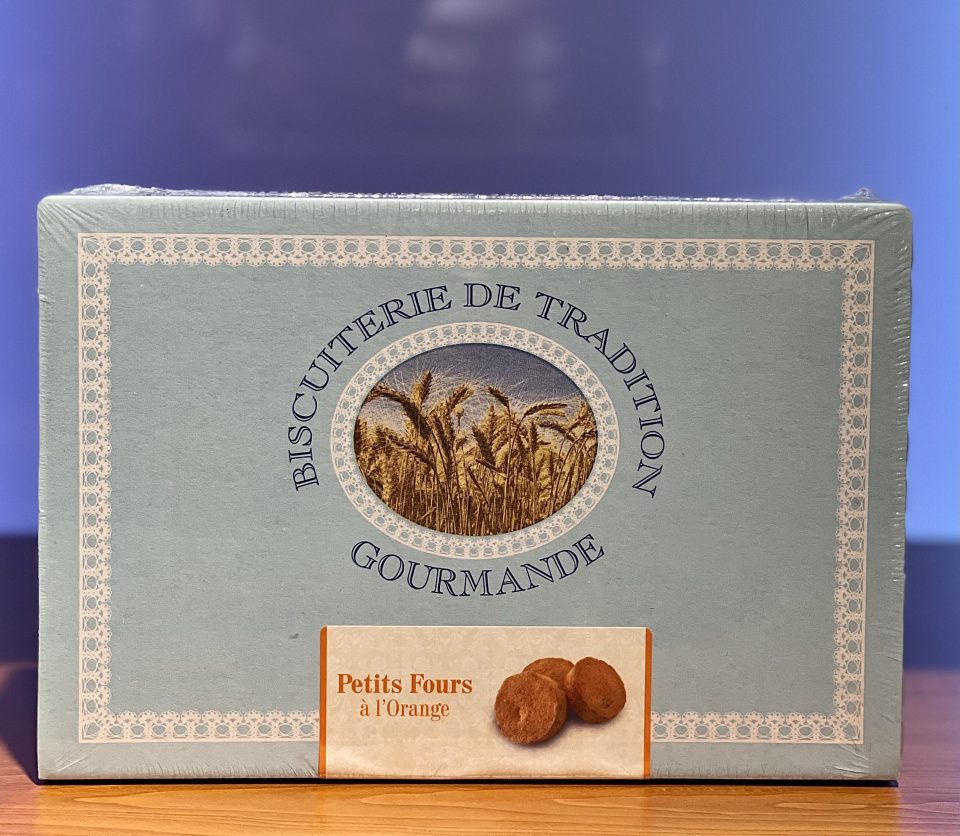 BISCUITERIE DE TRADITION
GOURMANDE
Petits Fours
à l'Orange